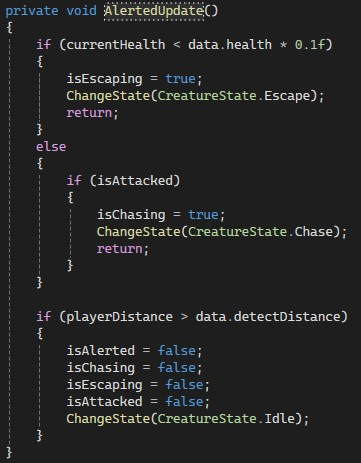 private void AlertedUpdate()
{
    if (currentHealth < data.health * 0.1f)
    {
        isEscaping = true;
        ChangeState(CreatureState.Escape);
        return;
    }
    else
    {
        if (isAttacked)
        {
            isChasing = true;
            ChangeState(CreatureState.Chase);
            return;
        }
    }

    if (playerDistance > data.detectDistance)
    {
        isAlerted = false;
        isChasing = false;
        isEscaping = false;
        isAttacked = false;
        ChangeState(CreatureState.Idle);
    }
}